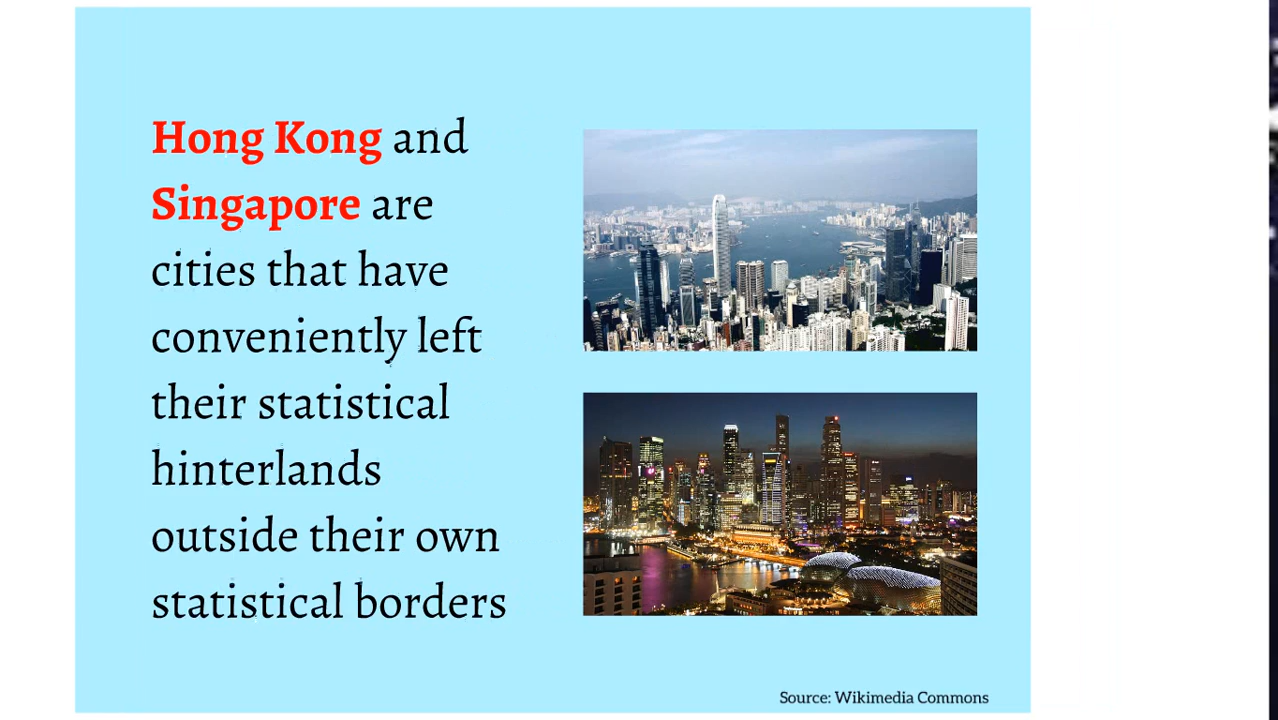 Hong Kong and
Singapore are
cities that have
conveniently left
their statistical
hinterlands
outside their own
statistical borders
Source: Wikimedia Commons